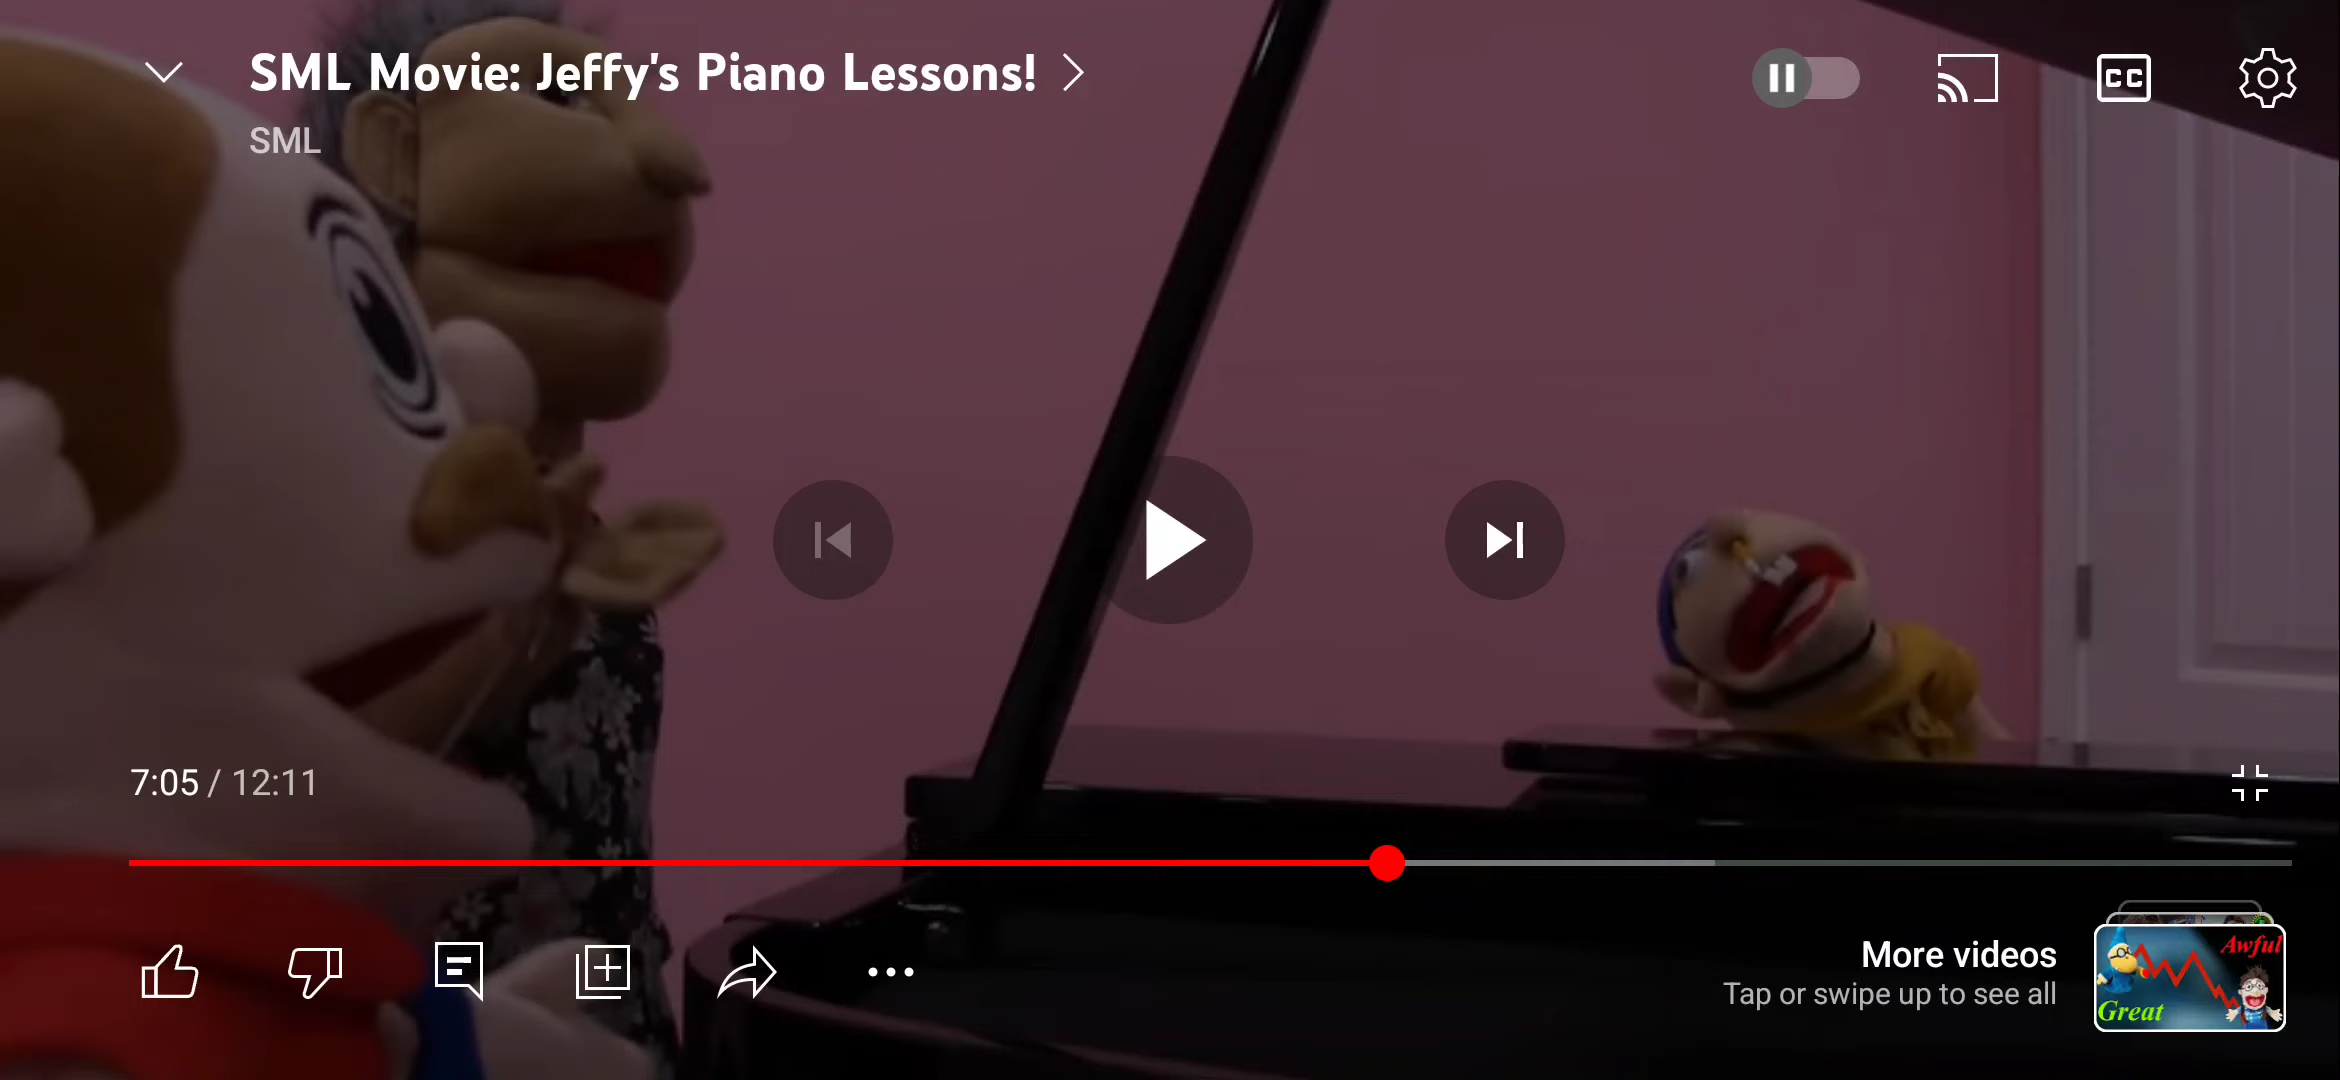 SML Movie: Jeffy's Piano Lessons!
SML
CC
7:05 / 12:11
More videos
Tap or swipe up to see all
Awful
Great